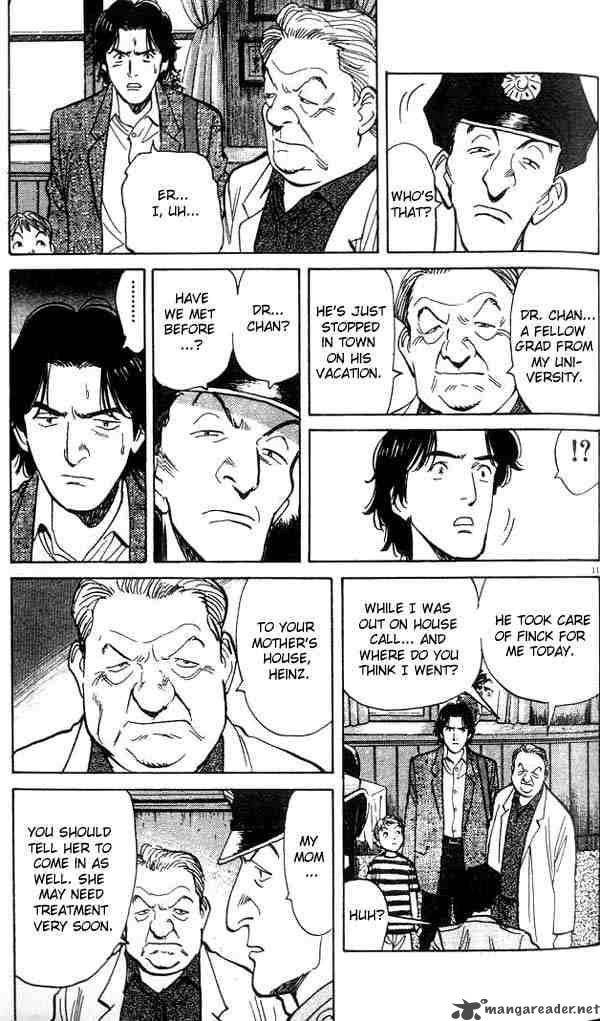 WHO'S
THAT?
ER...
I, UH...
DR. CHAN...
A FELLOW
GRAD FROM
MY UNI-
VERSITY.
HE'S JUST
STOPPED
IN TOWN
ON HIS
VACATION.
!?
DR...
CHAN?
HAVE
WE MET
BEFORE
...?
.........
11
HE TOOK CARE
OF FINCK FOR
ME TODAY.
WHILE I WAS
OUT ON HOUSE
CALL... AND
WHERE DO YOU
THINK I WENT?
HUH?
TO YOUR
MOTHER'S
HOUSE,
HEINZ.
MY
MOM
...
YOU SHOULD
TELL HER TO
COME IN AS
WELL. SHE
MAY NEED
TREATMENT
VERY SOON.
mangareader.net